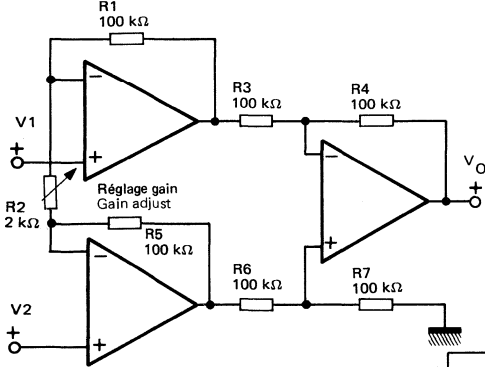 R1
100 kΩ
R3
100 kΩ
R4
100 kΩ
−
V1
+
+
−
VO
+
Réglage gain
Gain adjust
R2
2 kΩ
R5
100 kΩ
+
−
R6
100 kΩ
R7
100 kΩ
V2
+
+